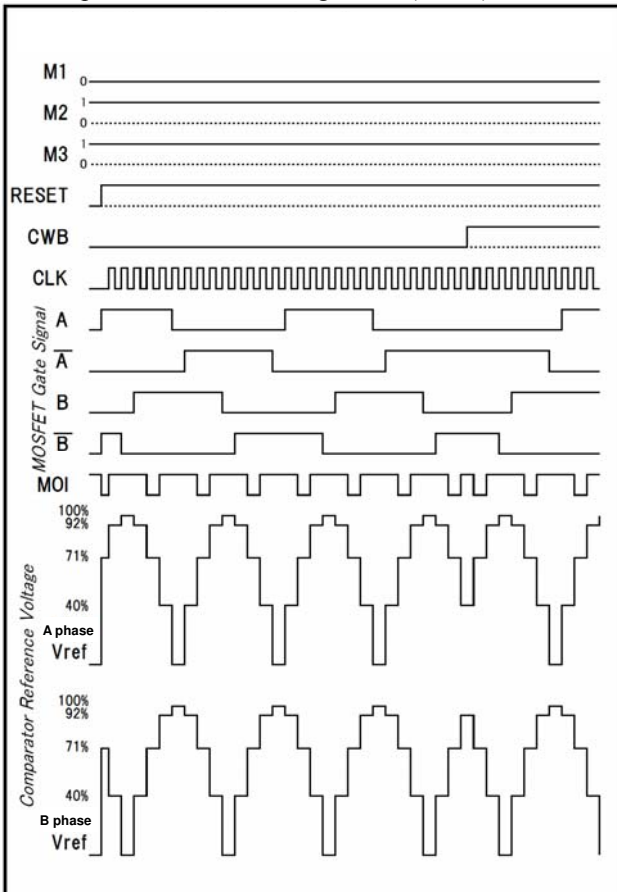 M1 0
1
M2
0
1
M3
0
RESET
CWB
CLK
MOSFET Gate Signal
A
A̅
B
B̅
MOI
Comparator Reference Voltage
100%
92%
71%
40%
A phase
Vref
100%
92%
71%
40%
B phase
Vref